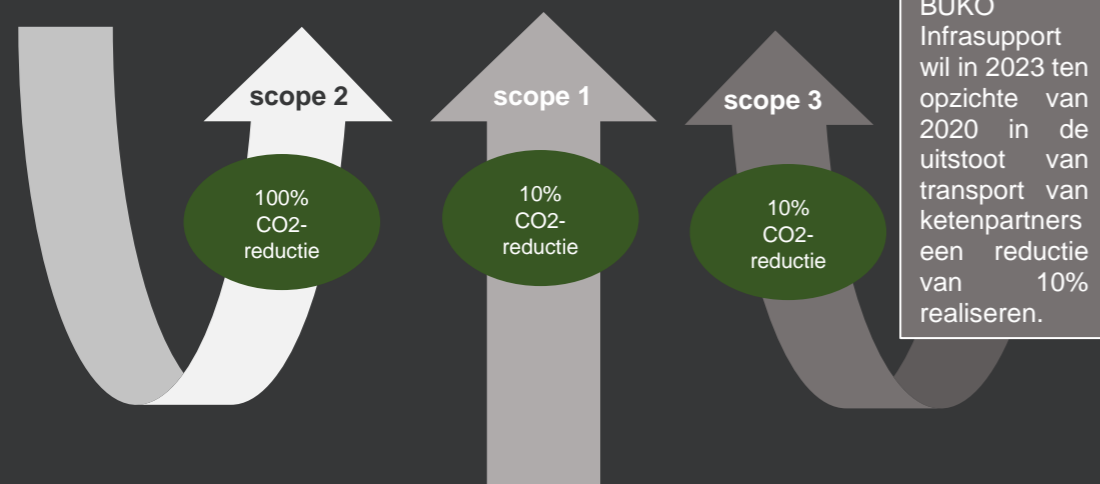 scope 2
100%
CO2-
reductie
scope 1
10%
CO2-
reductie
scope 3
10%
CO2-
reductie
BUKO
Infrasupport
wil in 2023 ten
opzichte van
2020 in de
uitstoot van
transport van
ketenpartners
een reductie
van 10%
realiseren.